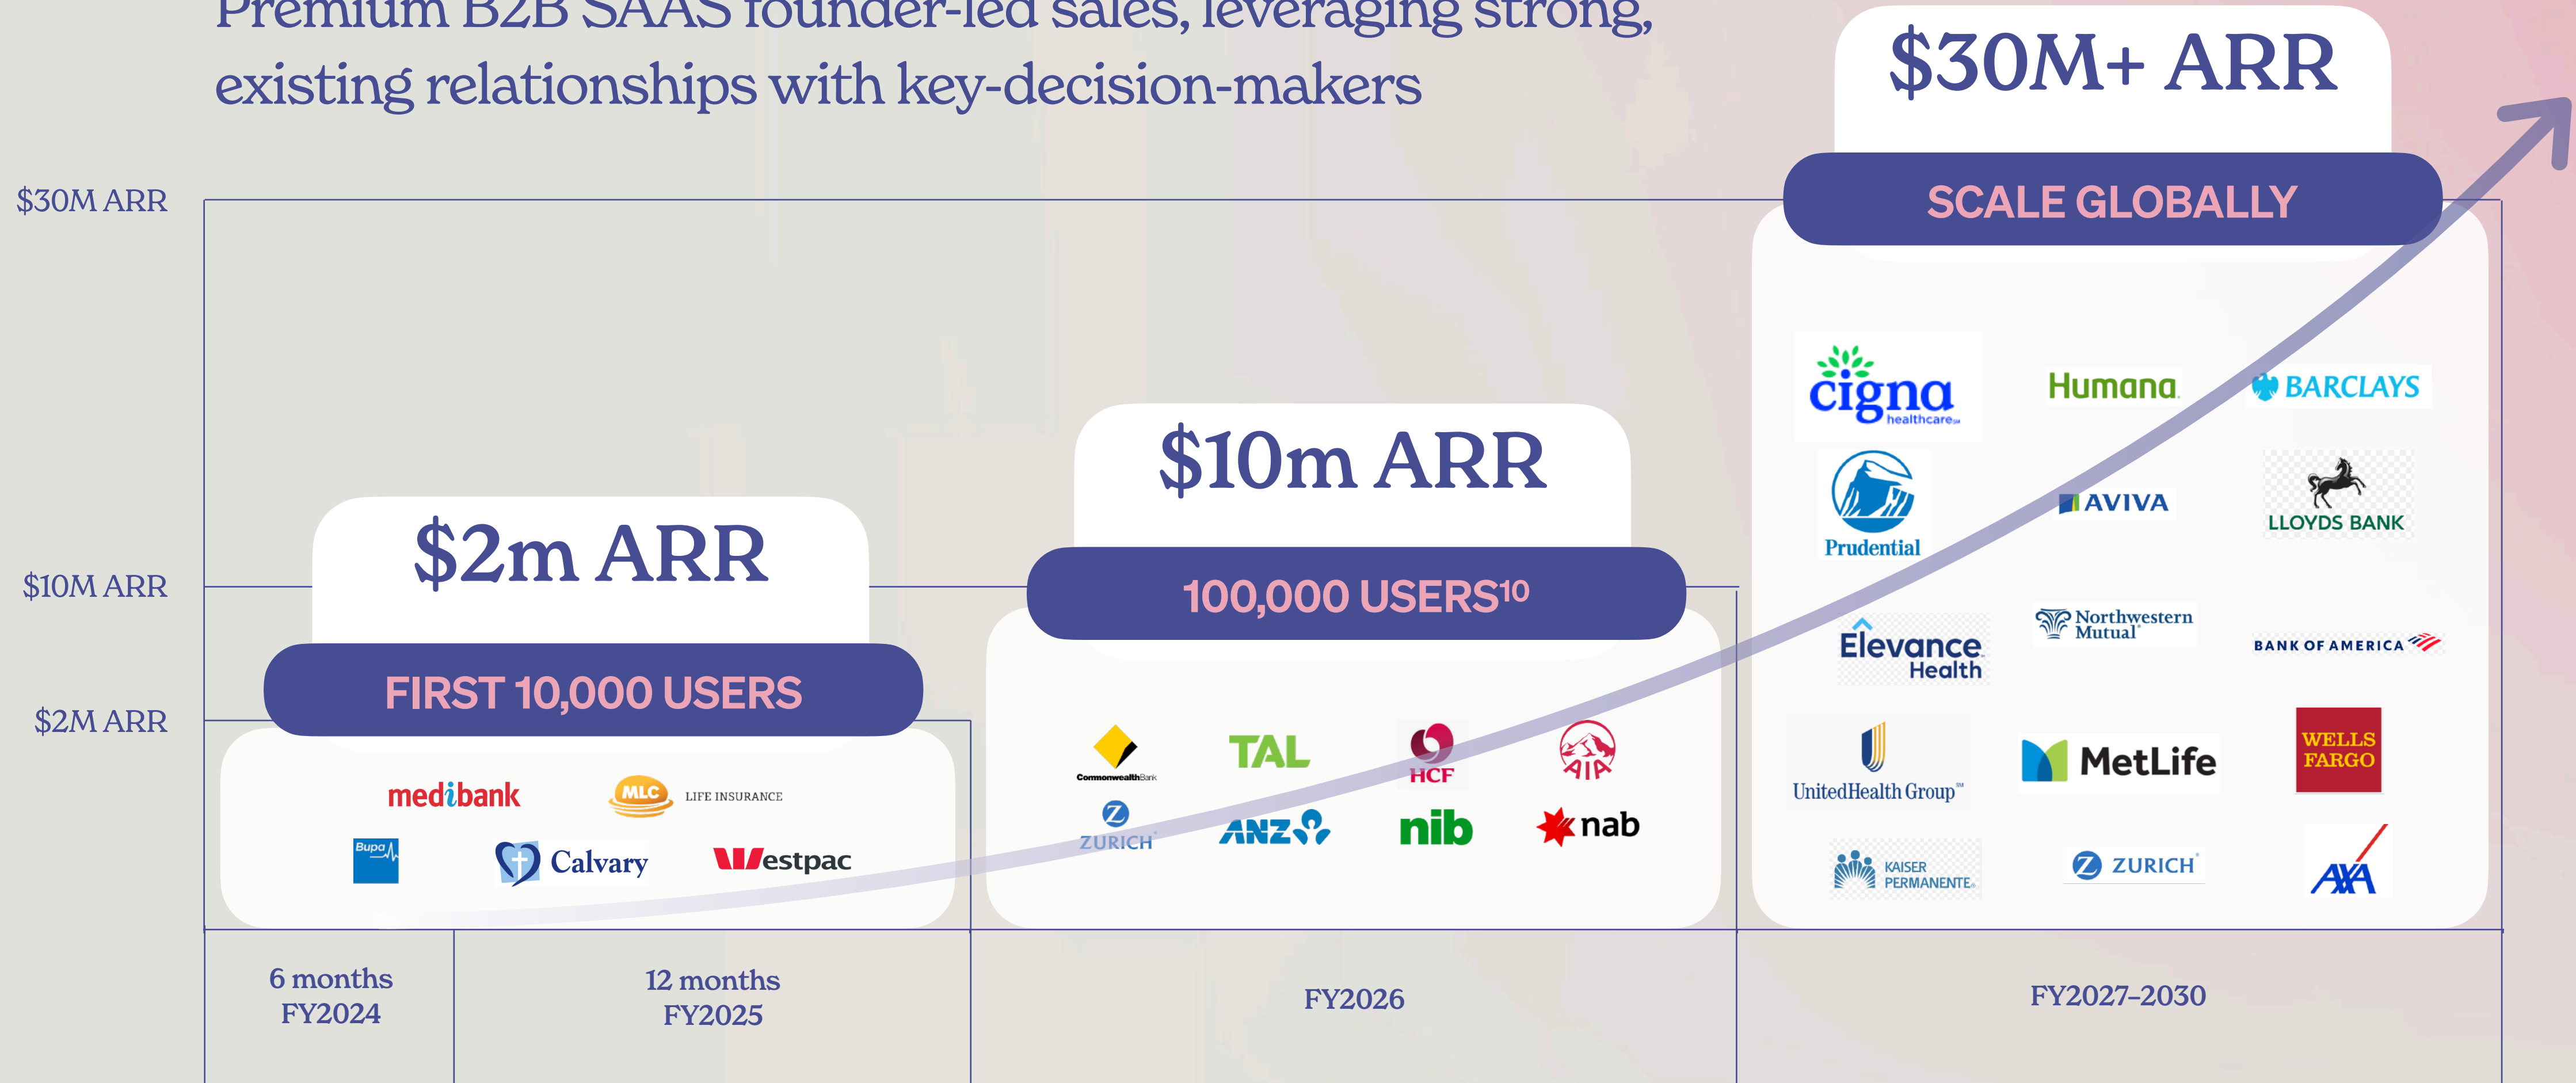 Premium B2B SAAS founder-led sales, leveraging strong,
existing relationships with key-decision-makers
$30M+ ARR
SCALE GLOBALLY
$30M ARR
$10M ARR
$2M ARR
$2m ARR
FIRST 10,000 USERS
medibank
MLC LIFE INSURANCE
Bupa
Calvary
Westpac
$10m ARR
100,000 USERS¹⁰
CommonwealthBank
TAL
HCF
AIA
Z
ZURICH
ANZ
nib
nab
cigna
healthcare℠
Humana
BARCLAYS
Prudential
AVIVA
LLOYDS BANK
Elevance
Health
Northwestern
Mutual
BANK OF AMERICA
UnitedHealth Group℠
MetLife
WELLS
FARGO
KAISER
PERMANENTE
Z ZURICH
AXA
6 months
FY2024
12 months
FY2025
FY2026
FY2027–2030